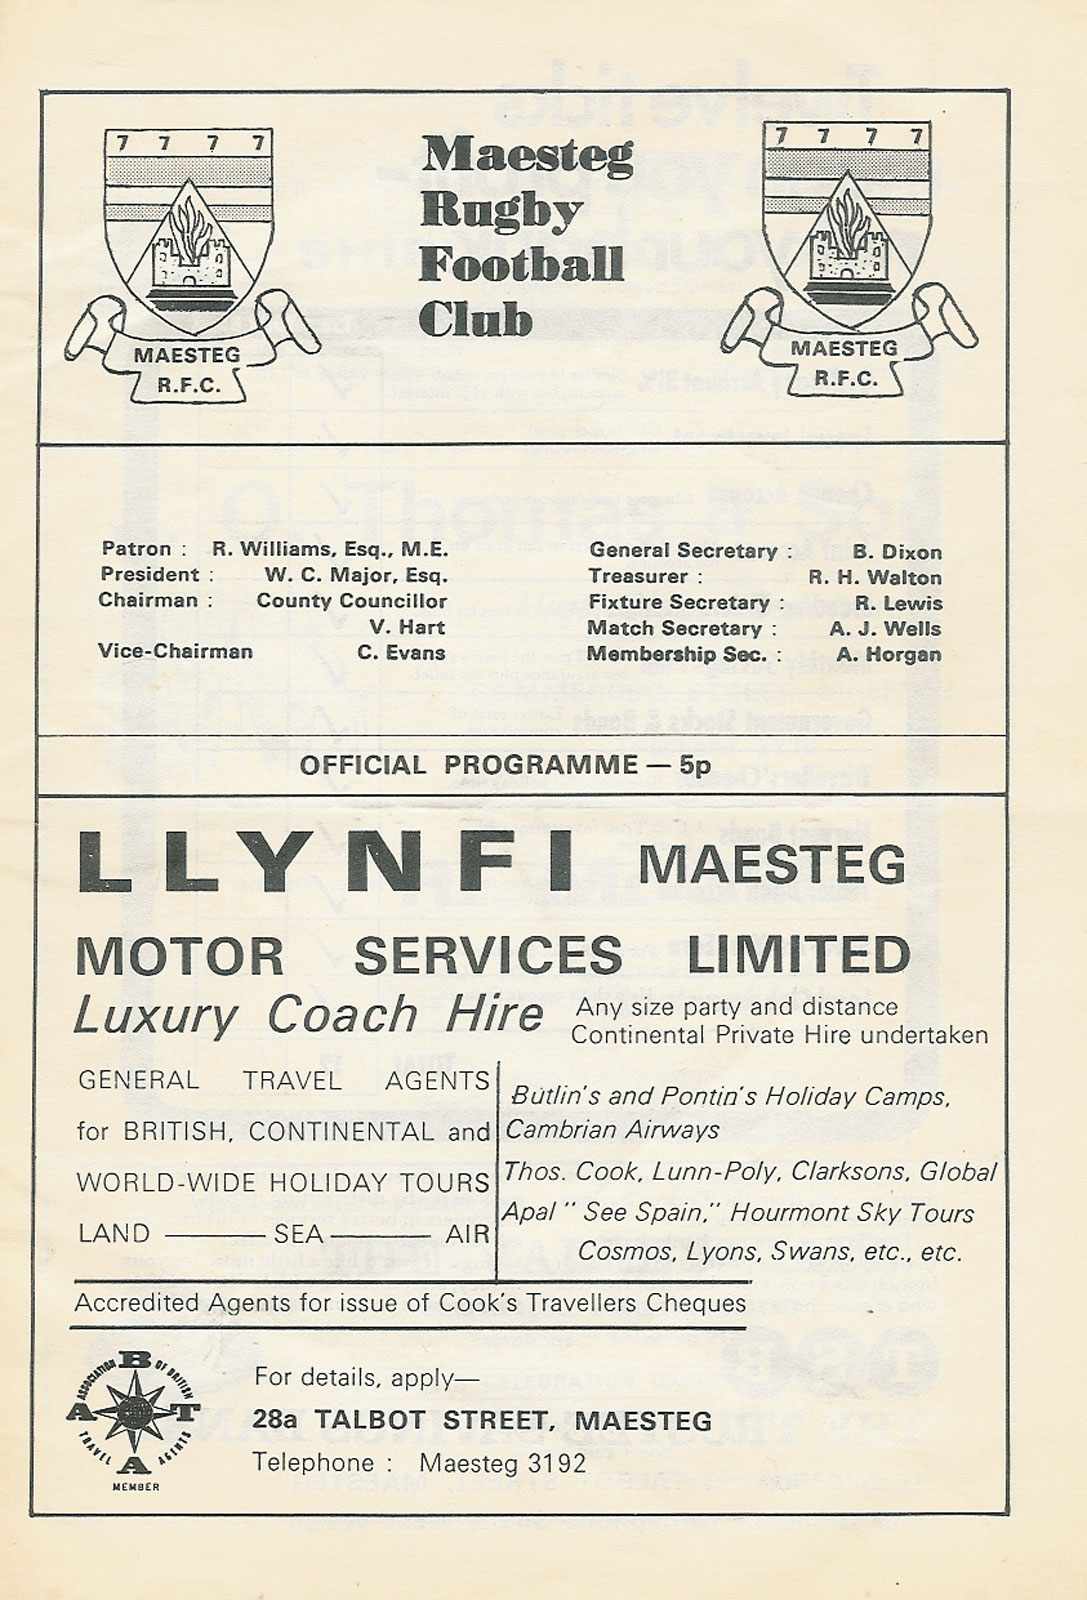 7 7 7 7
MAESTEG
R.F.C.
Maesteg
Rugby
Football
Club
7 7 7 7
MAESTEG
R.F.C.
Patron : R. Williams, Esq., M.E.
President : W. C. Major, Esq.
Chairman : County Councillor
V. Hart
Vice-Chairman C. Evans
General Secretary : B. Dixon
Treasurer : R. H. Walton
Fixture Secretary : R. Lewis
Match Secretary : A. J. Wells
Membership Sec. : A. Horgan
OFFICIAL PROGRAMME — 5p
LLYNFI MAESTEG
MOTOR SERVICES LIMITED
Luxury Coach Hire
Any size party and distance
Continental Private Hire undertaken
GENERAL TRAVEL AGENTS
for BRITISH, CONTINENTAL and
WORLD-WIDE HOLIDAY TOURS
LAND ——— SEA ——— AIR
Butlin's and Pontin's Holiday Camps,
Cambrian Airways
Thos. Cook, Lunn-Poly, Clarksons, Global
Apal " See Spain," Hourmont Sky Tours
Cosmos, Lyons, Swans, etc., etc.
Accredited Agents for issue of Cook's Travellers Cheques
ASSOCIATION OF BRITISH
TRAVEL AGENTS
A B T A
MEMBER
For details, apply—
28a TALBOT STREET, MAESTEG
Telephone : Maesteg 3192